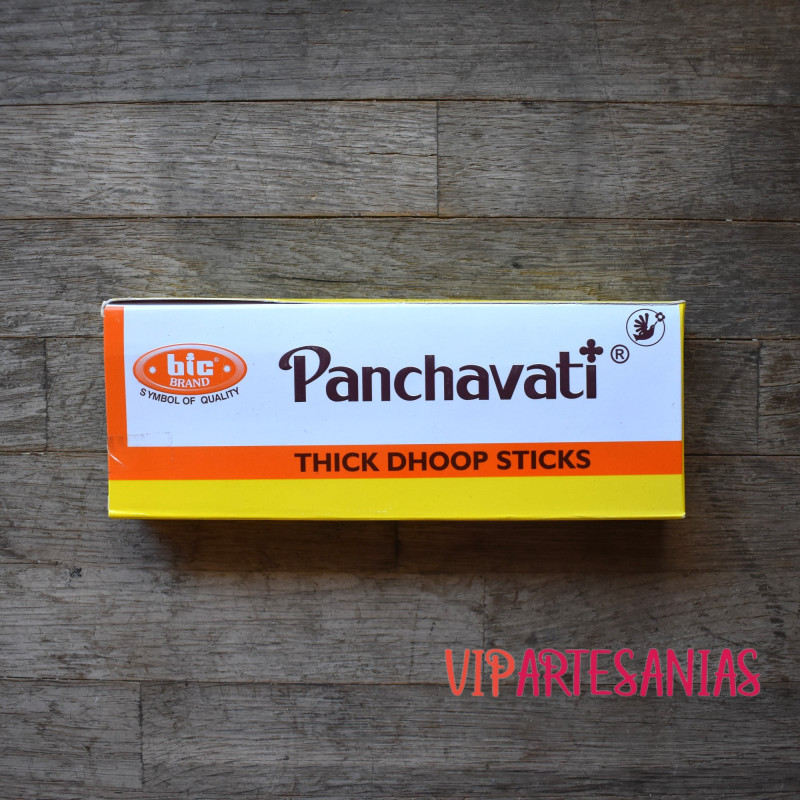 bic®
BRAND
SYMBOL OF QUALITY
Panchavati®
THICK DHOOP STICKS
VIPARTESANIAS